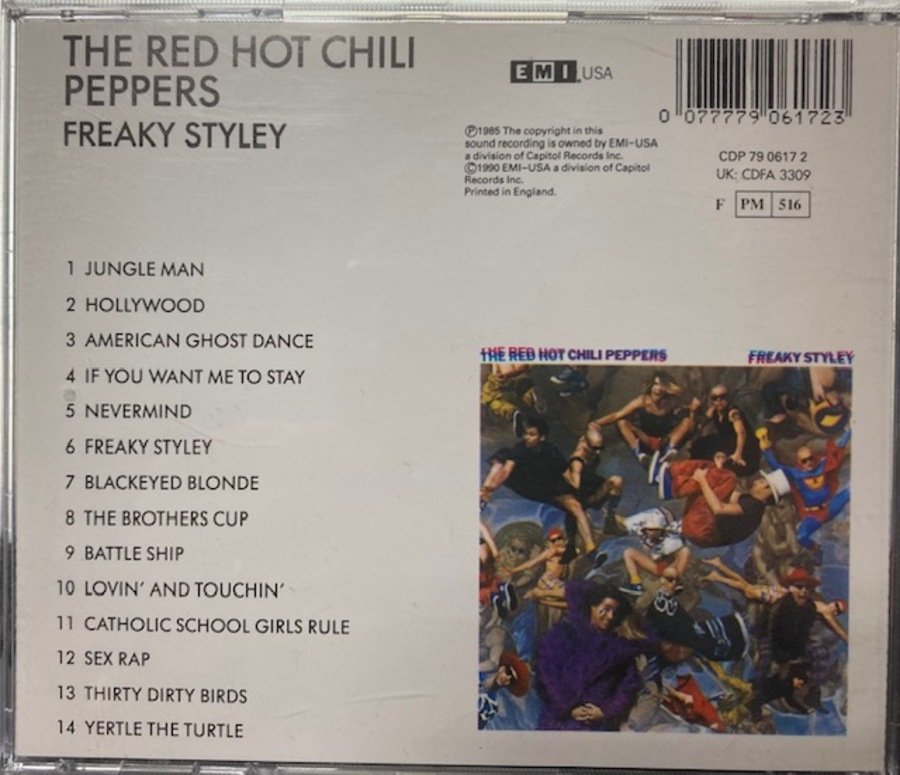 THE RED HOT CHILI
PEPPERS
FREAKY STYLEY
EMI USA
0 077779 061723
℗1985 The copyright in this
sound recording is owned by EMI-USA
a division of Capitol Records Inc.
©1990 EMI-USA a division of Capitol
Records Inc.
Printed in England.
CDP 79 0617 2
UK: CDFA 3309
F PM 516
1 JUNGLE MAN
2 HOLLYWOOD
3 AMERICAN GHOST DANCE
4 IF YOU WANT ME TO STAY
5 NEVERMIND
6 FREAKY STYLEY
7 BLACKEYED BLONDE
8 THE BROTHERS CUP
9 BATTLE SHIP
10 LOVIN' AND TOUCHIN'
11 CATHOLIC SCHOOL GIRLS RULE
12 SEX RAP
13 THIRTY DIRTY BIRDS
14 YERTLE THE TURTLE
THE RED HOT CHILI PEPPERS FREAKY STYLEY